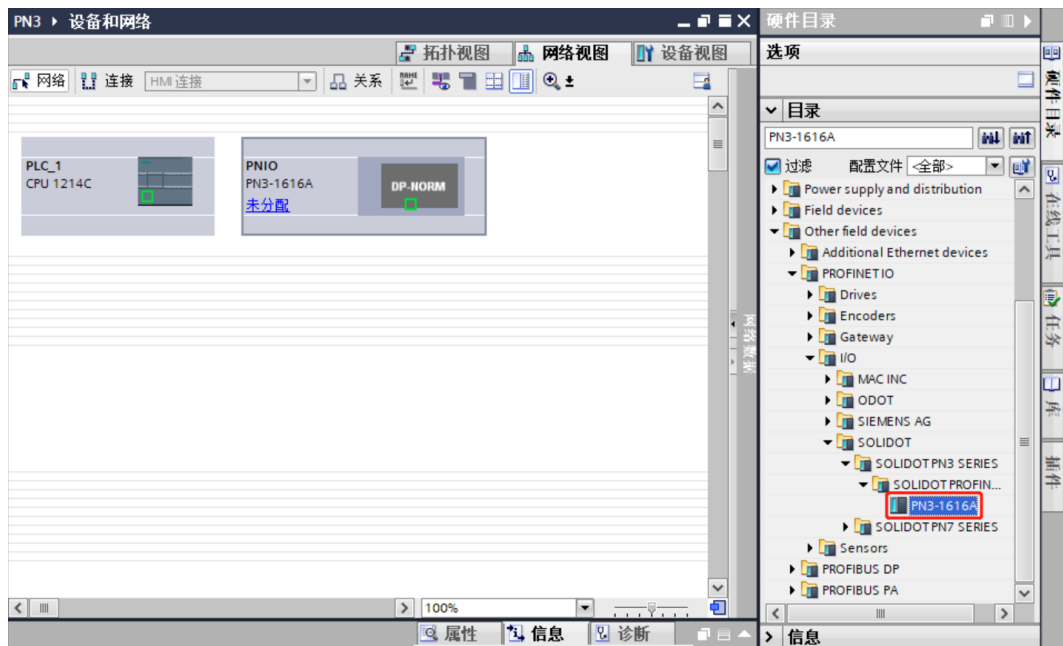 PN3 ▸ 设备和网络
拓扑视图 网络视图 设备视图
网络 连接 HMI 连接 关系
PLC_1
CPU 1214C
PNIO
PN3-1616A
未分配
DP-NORM
网络数据
100%
属性 信息 诊断
硬件目录
选项
目录
PN3-1616A
过滤 配置文件 <全部>
Power supply and distribution
Field devices
Other field devices
Additional Ethernet devices
PROFINET IO
Drives
Encoders
Gateway
I/O
MAC INC
ODOT
SIEMENS AG
SOLIDOT
SOLIDOT PN3 SERIES
SOLIDOT PROFIN...
PN3-1616A
SOLIDOT PN7 SERIES
Sensors
PROFIBUS DP
PROFIBUS PA
信息
硬件目录
在线工具
任务
库
插件